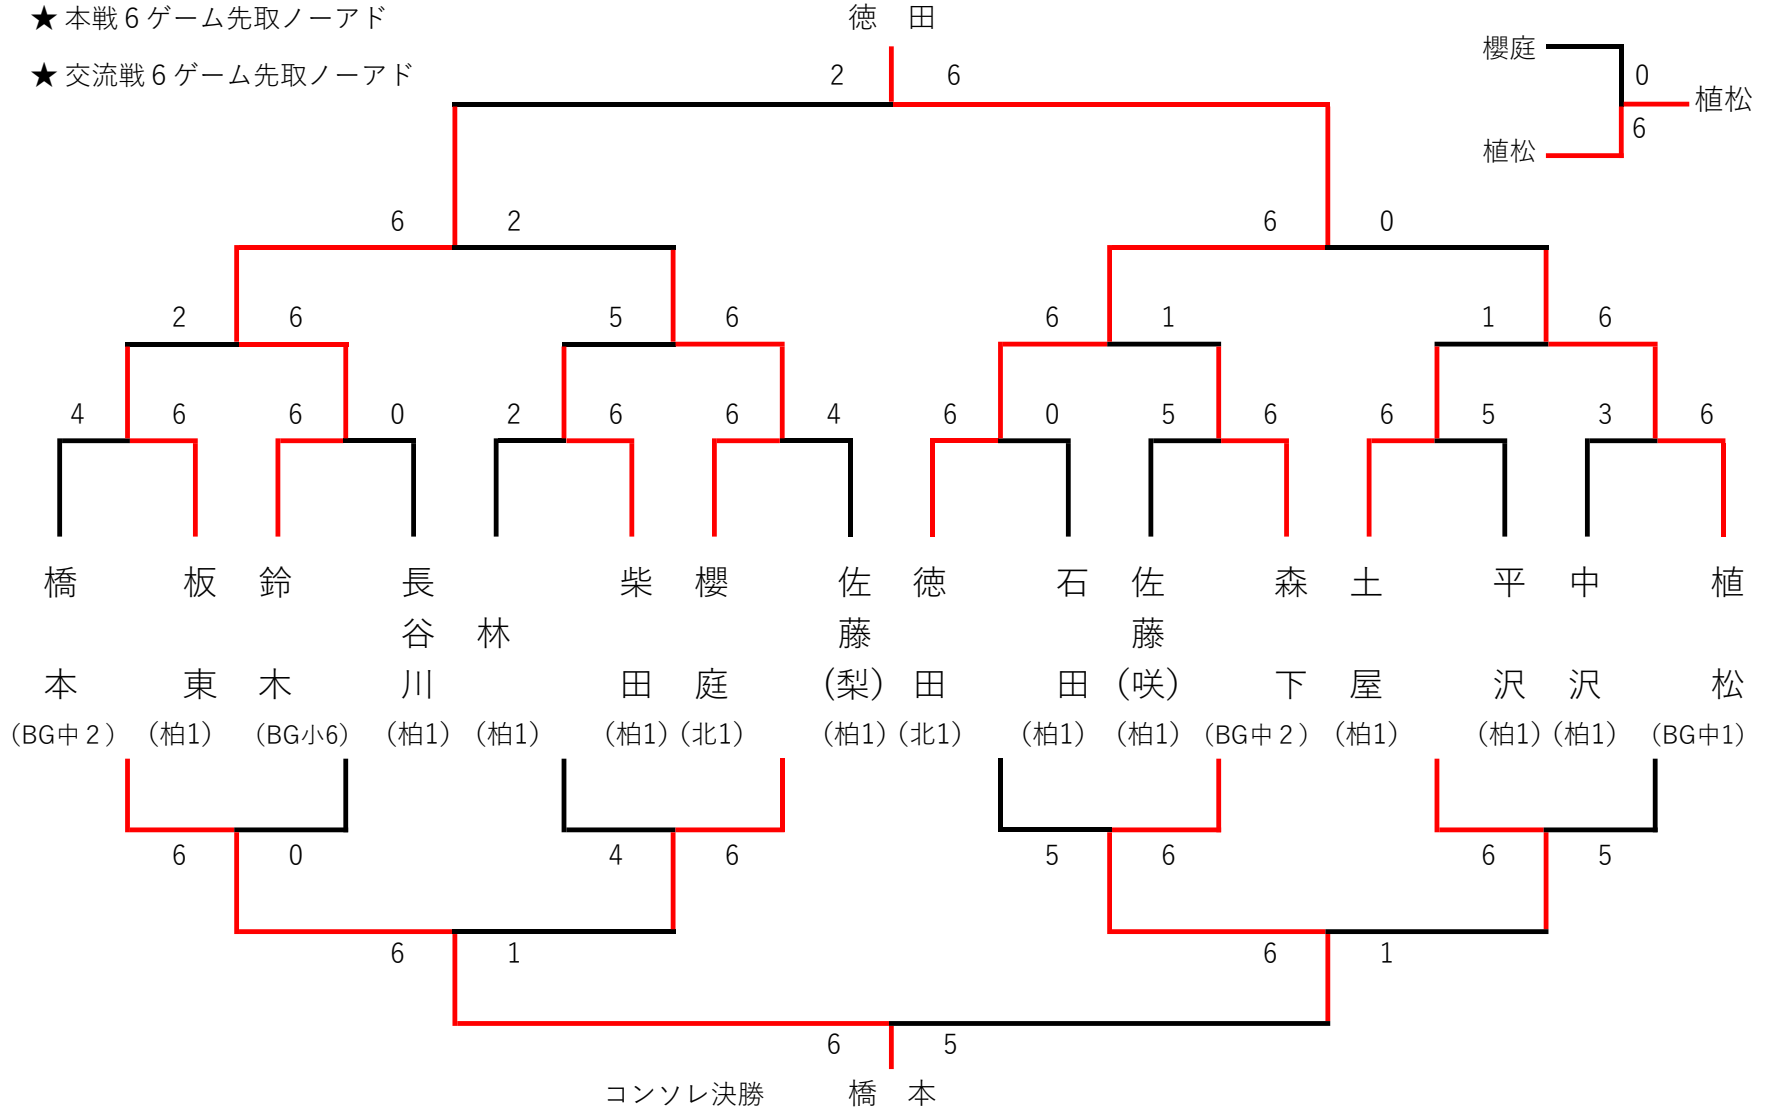 ★ 本戦６ゲーム先取ノーアド
徳　田
★ 交流戦６ゲーム先取ノーアド
櫻庭
2 6
0
植松
6
植松
6 2 6 0
2 6 5 6 6 1 1 6
4 6 6 0 2 6 6 4 6 0 5 6 6 5 3 6
橋本
板東
鈴木
長谷川
林
柴田
櫻庭
佐藤(梨)
徳田
石田
佐藤(咲)
森下
土屋
平沢
中沢
植松
(BG中２) (柏1) (BG小6) (柏1) (柏1) (柏1) (北1) (柏1) (北1) (柏1) (柏1) (BG中２) (柏1) (柏1) (柏1) (BG中1)
6 0 4 6 5 6 6 5
6 1 6 1
6 5
コンソレ決勝　橋　本